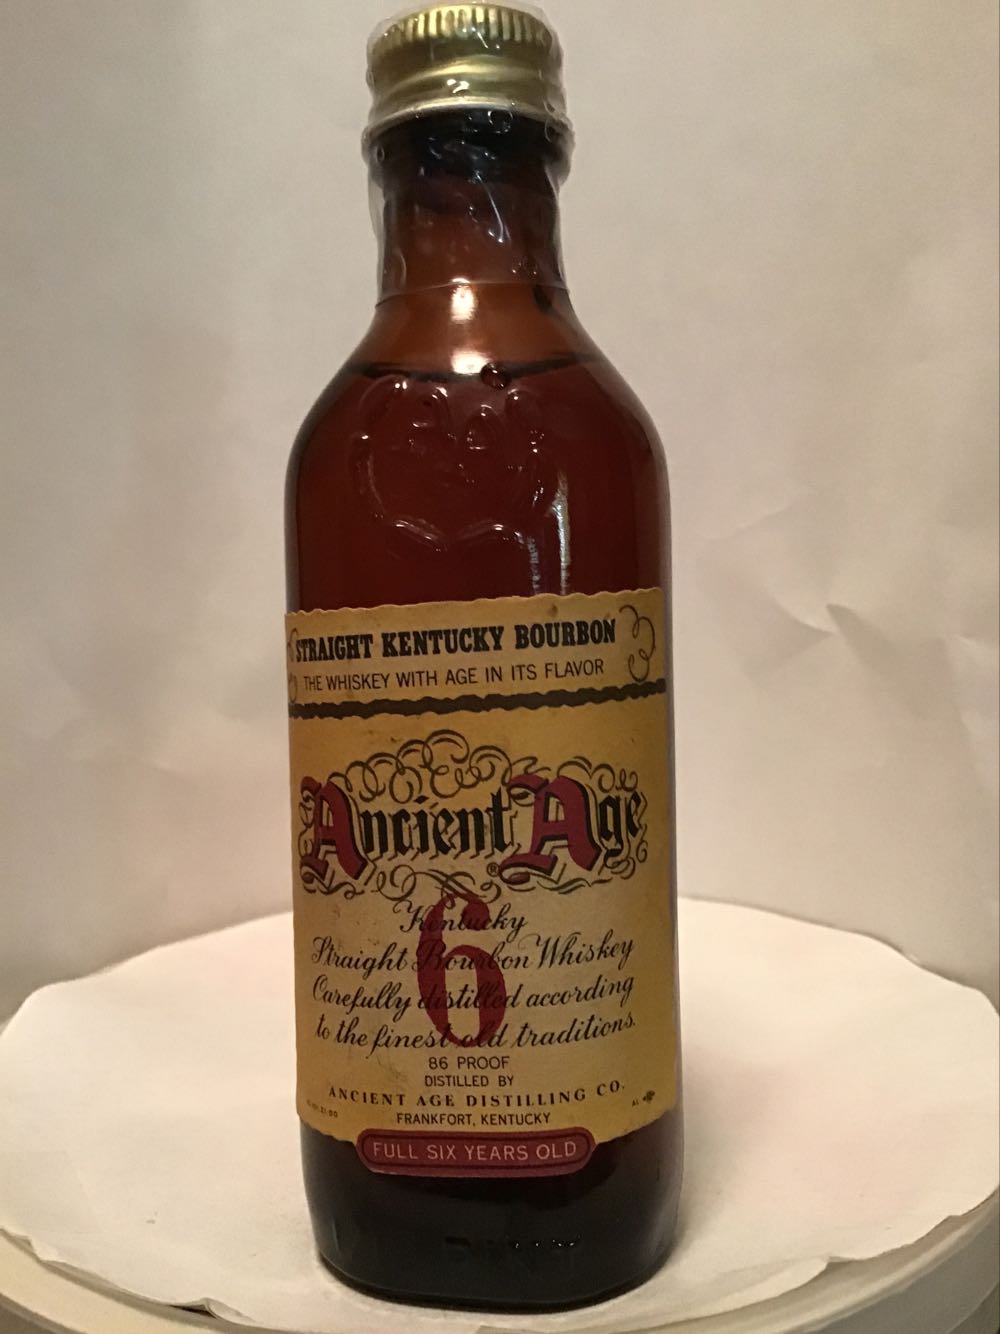 STRAIGHT KENTUCKY BOURBON
THE WHISKEY WITH AGE IN ITS FLAVOR
Ancient Age
®
6
Kentucky
Straight Bourbon Whiskey
Carefully distilled according
to the finest old traditions.
86 PROOF
DISTILLED BY
ANCIENT AGE DISTILLING CO.
FRANKFORT, KENTUCKY
AL
FULL SIX YEARS OLD